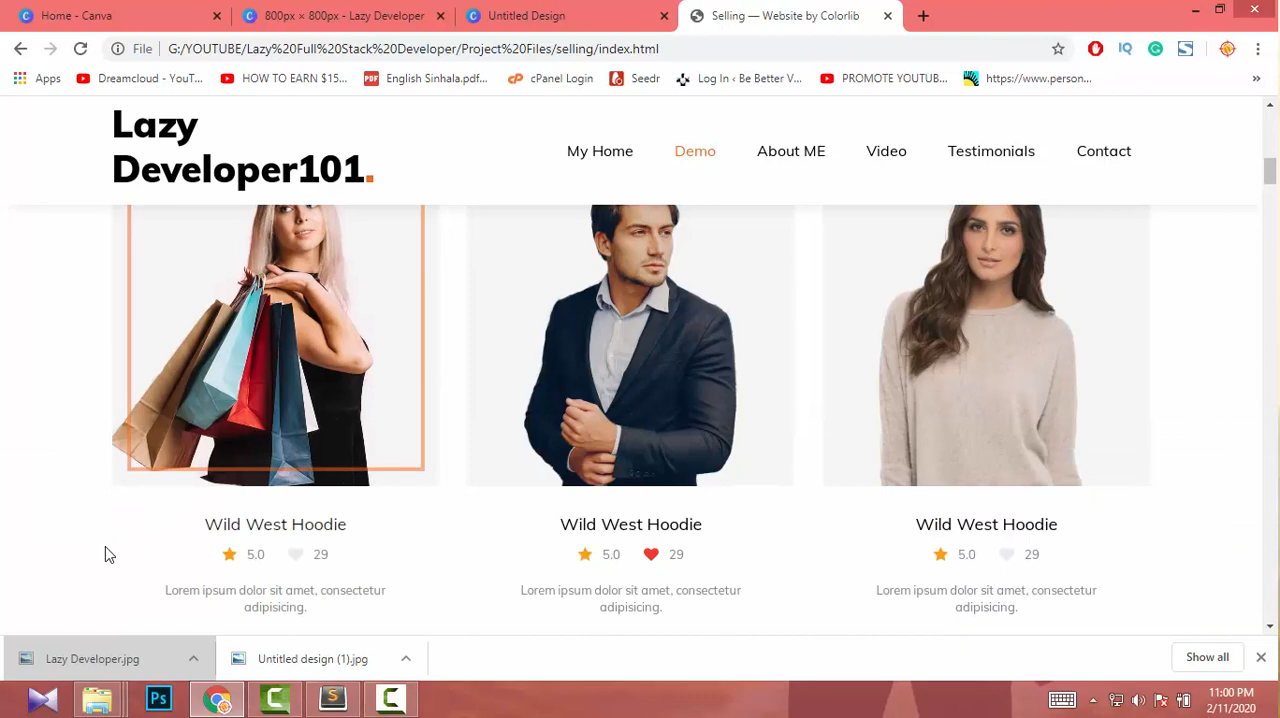 Home - Canva
800px × 800px - Lazy Developer
Untitled Design
Selling — Website by Colorlib
File
G:/YOUTUBE/Lazy%20Full%20Stack%20Developer/Project%20Files/selling/index.html
IQ
Apps
Dreamcloud - YouT...
HOW TO EARN $15...
PDF
English Sinhala.pdf...
cP
cPanel Login
Seedr
Log In ‹ Be Better V...
PROMOTE YOUTUB...
https://www.person...
»
Lazy
Developer101.
My Home
Demo
About ME
Video
Testimonials
Contact
Wild West Hoodie
Wild West Hoodie
Wild West Hoodie
5.0 29
5.0 29
5.0 29
Lorem ipsum dolor sit amet, consectetur
adipisicing.
Lorem ipsum dolor sit amet, consectetur
adipisicing.
Lorem ipsum dolor sit amet, consectetur
adipisicing.
Lazy Developer.jpg
Untitled design (1).jpg
Show all
Ps
11:00 PM
2/11/2020